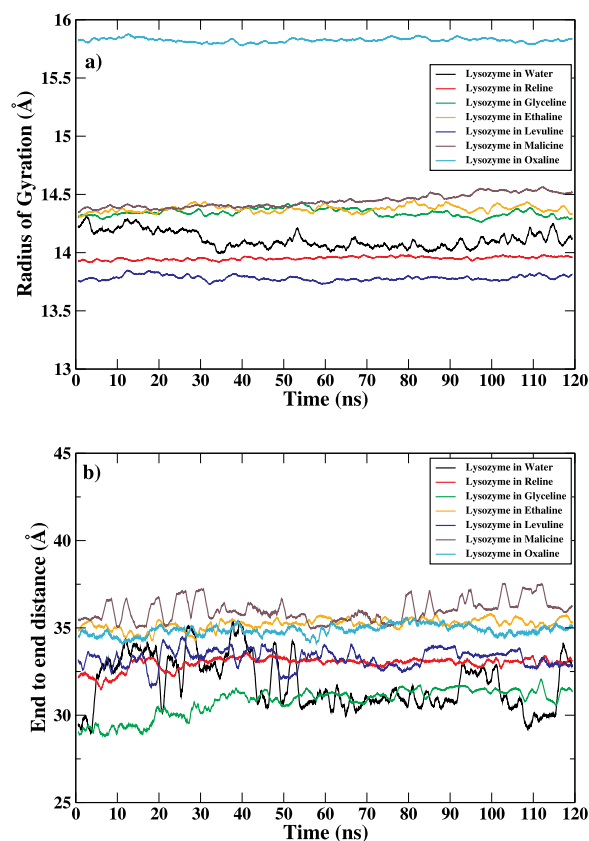 16
15.5
15
14.5
14
13.5
13
Radius of Gyration (Å)
a)
Lysozyme in Water
Lysozyme in Reline
Lysozyme in Glyceline
Lysozyme in Ethaline
Lysozyme in Levuline
Lysozyme in Malicine
Lysozyme in Oxaline
0 10 20 30 40 50 60 70 80 90 100 110 120
Time (ns)
45
40
35
30
25
End to end distance (Å)
b)
Lysozyme in Water
Lysozyme in Reline
Lysozyme in Glyceline
Lysozyme in Ethaline
Lysozyme in Levuline
Lysozyme in Malicine
Lysozyme in Oxaline
0 10 20 30 40 50 60 70 80 90 100 110 120
Time (ns)